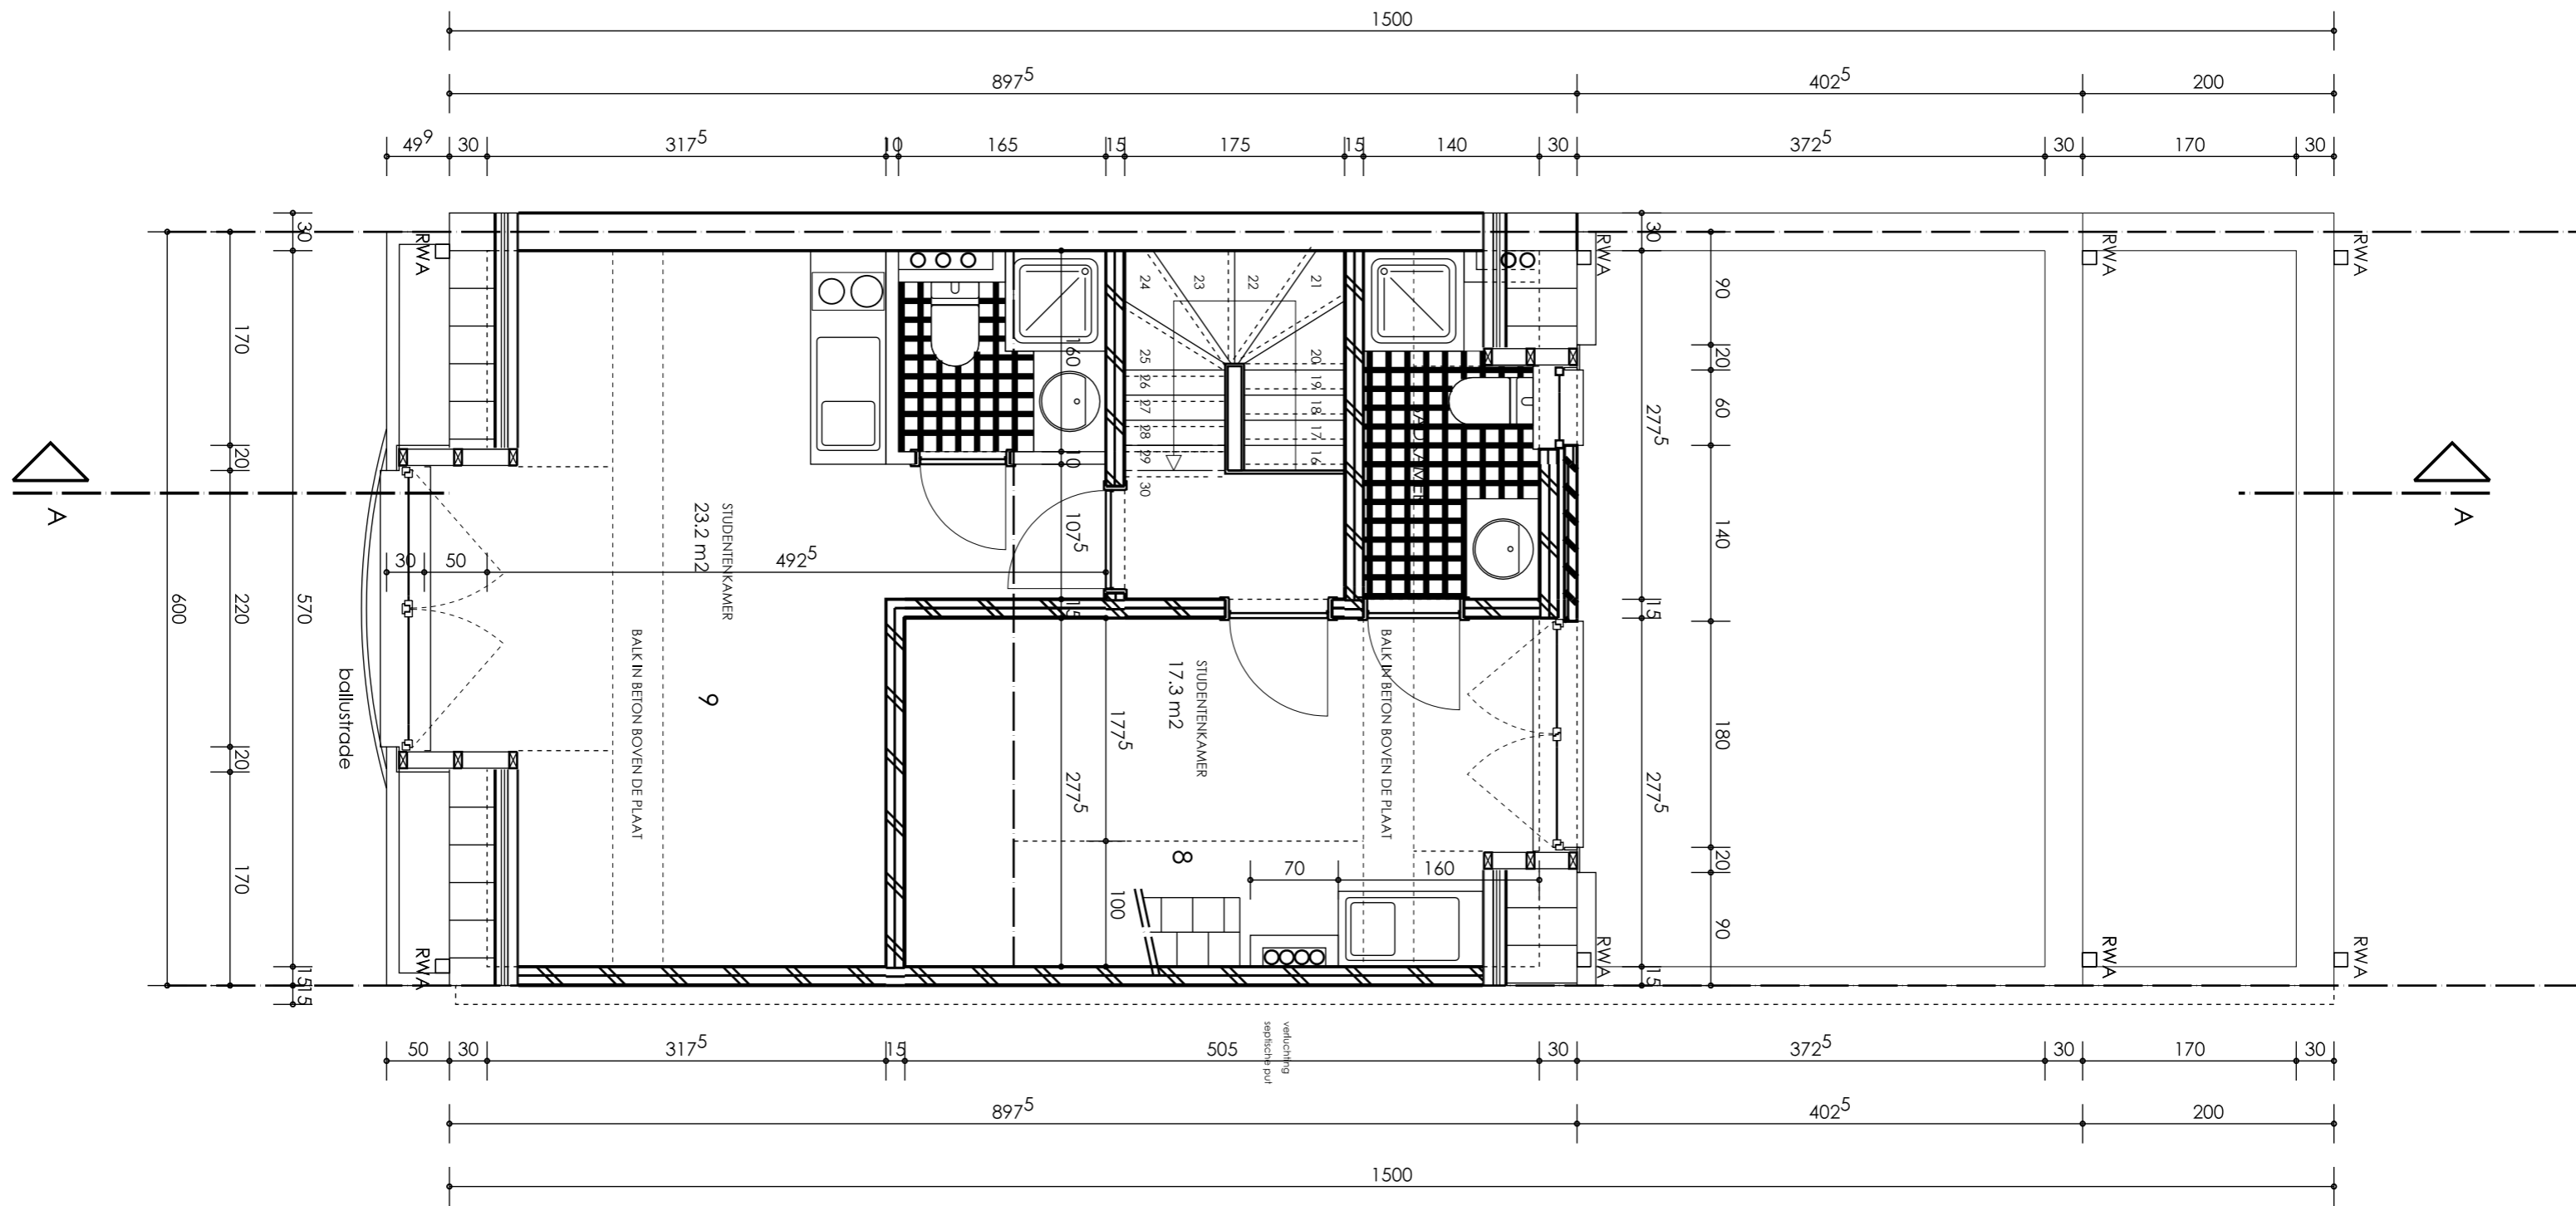 1500
897⁵ 402⁵ 200
49⁹ 30 317⁵ 10 165 15 175 15 140 30 372⁵ 30 170 30
600
170 20 220 20 170
30 570 15 15
RWA
RWA
ballustrade
A
30 50 492⁵
STUDENTENKAMER
23.2 m2
BALK IN BETON BOVEN DE PLAAT
9
160 10 107⁵ 15 277⁵
177⁵ 100
16 17 18 19 20 21 22 23 24 25 26 27 28 29 30
STUDENTENKAMER
17.3 m2
BALK IN BETON BOVEN DE PLAAT
8
70 160
RWA
RWA
30 277⁵ 15 277⁵ 15
90 20 60 140 180 20 90
RWA
RWA
RWA
RWA
A
verluchting
septische put
50 30 317⁵ 15 505 30 372⁵ 30 170 30
897⁵ 402⁵ 200
1500